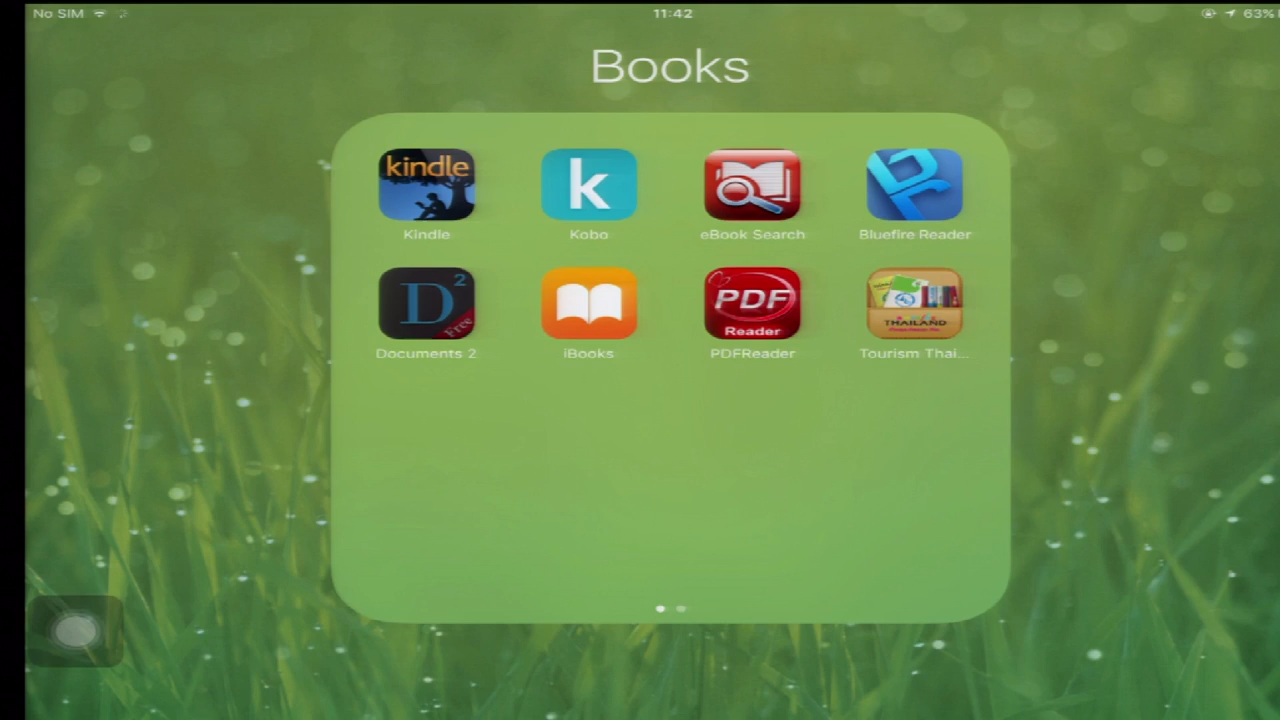 No SIM 11:42 63%
Books
kindle k
Kindle Kobo eBook Search Bluefire Reader
D2 Free PDF Reader THAILAND
Documents 2 iBooks PDFReader Tourism Thai...